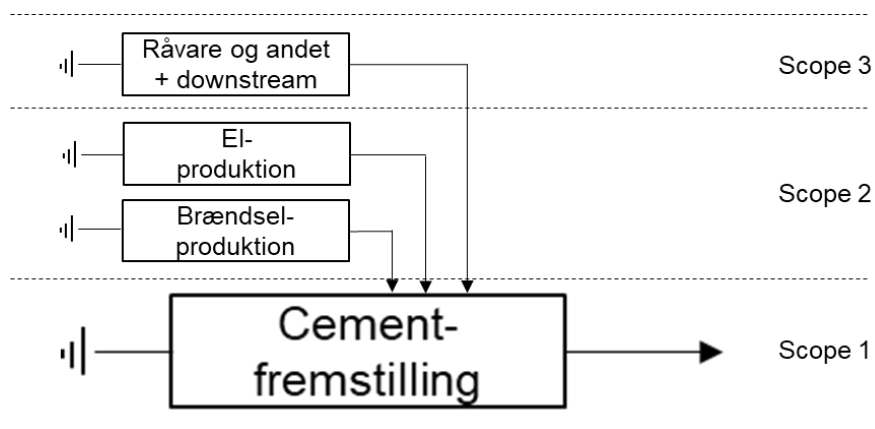 Råvare og andet
+ downstream
Scope 3
El-
produktion
Scope 2
Brændsel-
produktion
Cement-
fremstilling
Scope 1